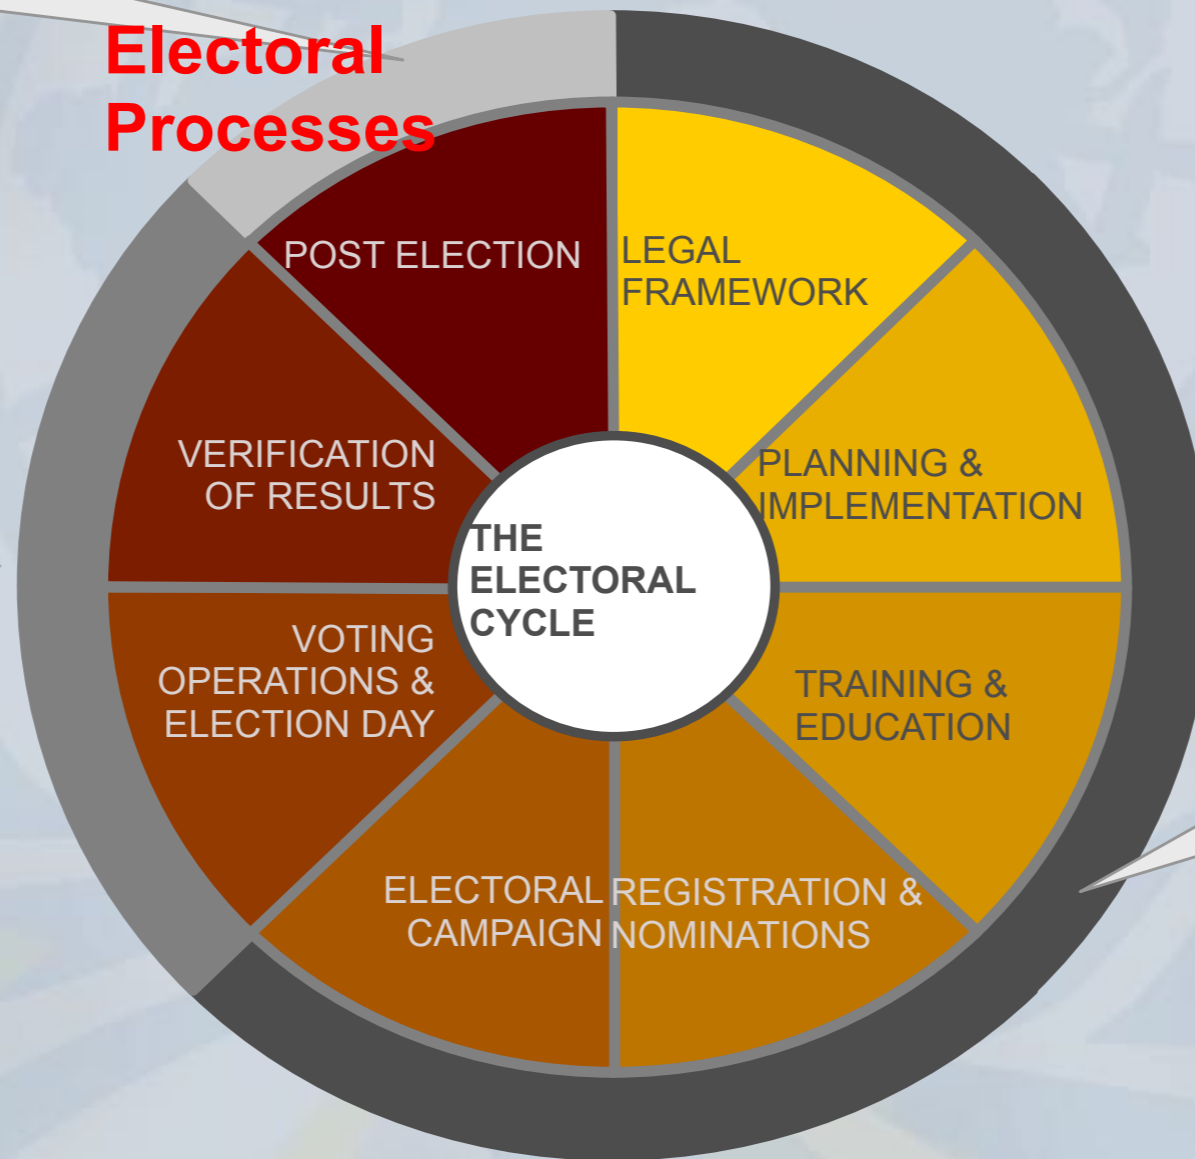 Electoral
Processes
POST ELECTION
LEGAL
FRAMEWORK
PLANNING &
IMPLEMENTATION
TRAINING &
EDUCATION
REGISTRATION &
NOMINATIONS
ELECTORAL
CAMPAIGN
VOTING
OPERATIONS &
ELECTION DAY
VERIFICATION
OF RESULTS
THE
ELECTORAL
CYCLE